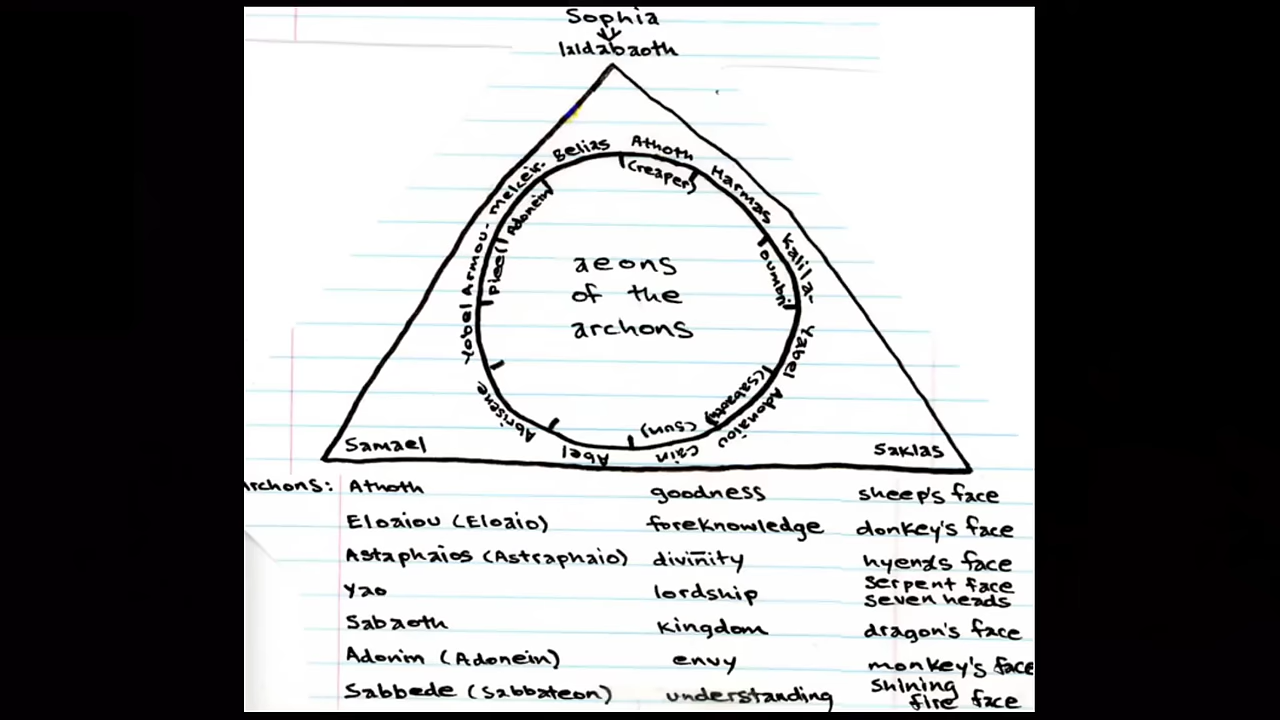 Sophia
Ialdabaoth
Belias
Athoth
(reaper)
Harmas
Kalila-
oumbri
Yabel
Adonaiou
(Sabaoth)
Cain
(Sun)
Abel
Abrisene
Yobel
Armou-
pieel
Melceir-
Adonein
aeons
of the
archons
Samael
Saklas
archons: Athoth goodness sheep's face
Eloaiou (Eloaio) foreknowledge donkey's face
Astaphaios (Astraphaio) divinity hyena's face
Yao lordship serpent face
seven heads
Sabaoth kingdom dragon's face
Adonin (Adonein) envy monkey's face
Sabbede (Sabbateon) understanding shining
fire face